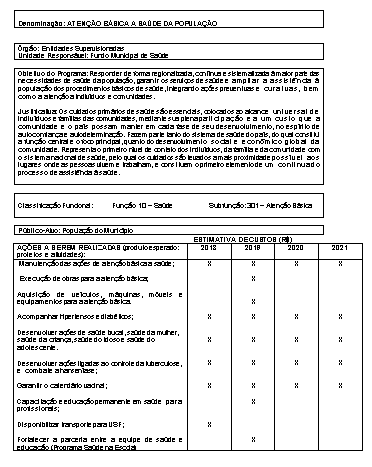 Denominação: ATENÇÃO BÁSICA A SAÚDE DA POPULAÇÃO
Órgão: Entidades Supervisionadas
Unidade Responsável: Fundo Municipal de Saúde
Objetivo do Programa: Responder de forma regionalizada, contínua e sistematizada à maior parte das
necessidades de saúde da população, garantir os serviços de saúde e ampliar a assistência à
população dos procedimentos básicos de saúde, integrando ações preventivas e curativas, bem
como a atenção a indivíduos e comunidades.
Justificativa: Os cuidados primários de saúde são essenciais, colocados ao alcance universal de
indivíduos e famílias das comunidades, mediante sua plena participação e a um custo que a
comunidade e o país possam manter em cada fase de seu desenvolvimento, no espírito de
autoconfiança e autodeterminação. Fazem parte tanto do sistema de saúde do país, do qual constitui
a função central e o foco principal, quanto do desenvolvimento social e econômico global da
comunidade. Representa o primeiro nível de contato dos indivíduos, da família e da comunidade com
o sistema nacional de saúde, pelo qual os cuidados são levados a mais proximidade possível aos
lugares onde as pessoas vivem e trabalham, e constituem o primeiro elemento de um continuado
processo de assistência à saúde.
Classificação Funcional: Função 10 – Saúde Subfunção: 301 – Atenção Básica
Público-Alvo: População do Município
ESTIMATIVA DE CUSTOS (R$)
AÇÕES A SEREM REALIZADAS (produto esperado: 2018 2019 2020 2021
projetos e atividades):
Manutenção das ações de atenção básica a saúde; X X X X
Execução de obras para a atenção básica; X
Aquisição de veículos, máquinas, móveis e
equipamentos para a atenção básica X
Acompanhar hipertensos e diabéticos; X X X X
Desenvolver ações de saúde bucal, saúde da mulher,
saúde da criança, saúde do idoso e saúde do X X X X
adolescente.
Desenvolver ações ligadas ao controle da tuberculose, X X X X
e combate a hanseníase;
Garantir o calendário vacinal; X X X X
Capacitação e educação permanente em saúde para X
profissionais;
Disponibilizar transporte para USF; X
Fortalecer a parceria entre a equipe de saúde e X
educação (Programa Saúde na Escola)